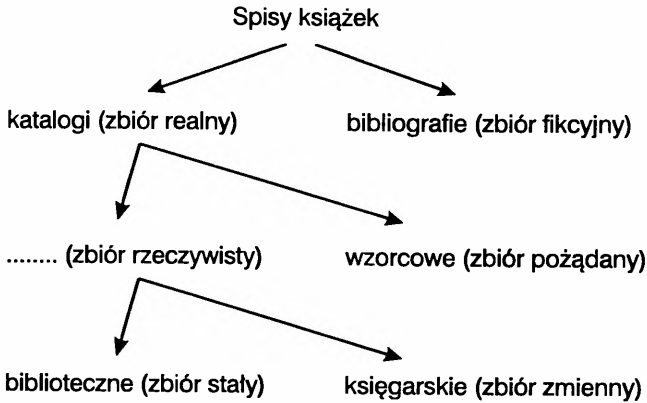 Spisy książek
katalogi (zbiór realny) bibliografie (zbiór fikcyjny)
........ (zbiór rzeczywisty) wzorcowe (zbiór pożądany)
biblioteczne (zbiór stały) księgarskie (zbiór zmienny)